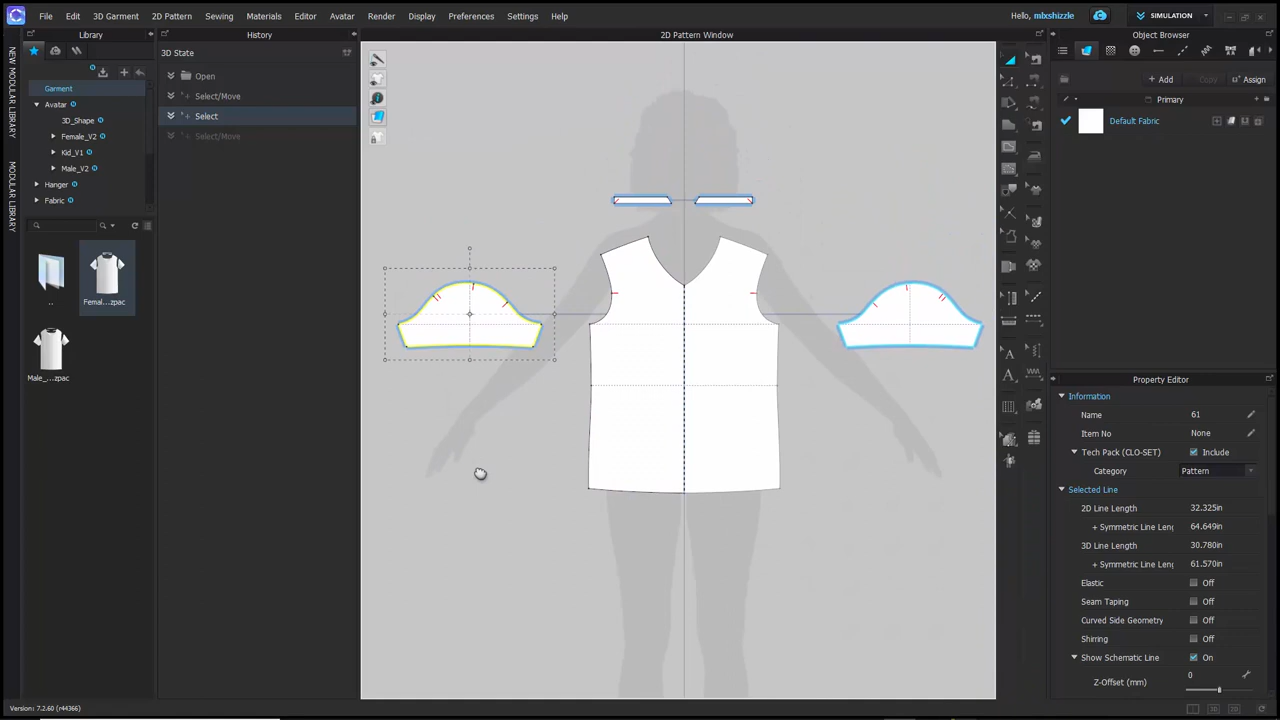 File Edit 3D Garment 2D Pattern Sewing Materials Editor Avatar Render Display Preferences Settings Help
Hello, mlxshizzle
SIMULATION
Library
History
2D Pattern Window
Object Browser
NEW MODULAR LIBRARY
MODULAR LIBRARY
Garment
Avatar
3D_Shape
Female_V2
Kid_V1
Male_V2
Hanger
Fabric
..
Femal....zpac
Male_....zpac
3D State
Open
Select/Move
Select
Select/Move
Add
Copy
Assign
Primary
Default Fabric
Property Editor
Information
Name 61
Item No None
Tech Pack (CLO-SET) Include
Category Pattern
Selected Line
2D Line Length 32.325in
+ Symmetric Line Leng 64.649in
3D Line Length 30.780in
+ Symmetric Line Leng 61.570in
Elastic Off
Seam Taping Off
Curved Side Geometry Off
Shirring Off
Show Schematic Line On
Z-Offset (mm) 0
Version: 7.2.60 (r44366)
3D
2D